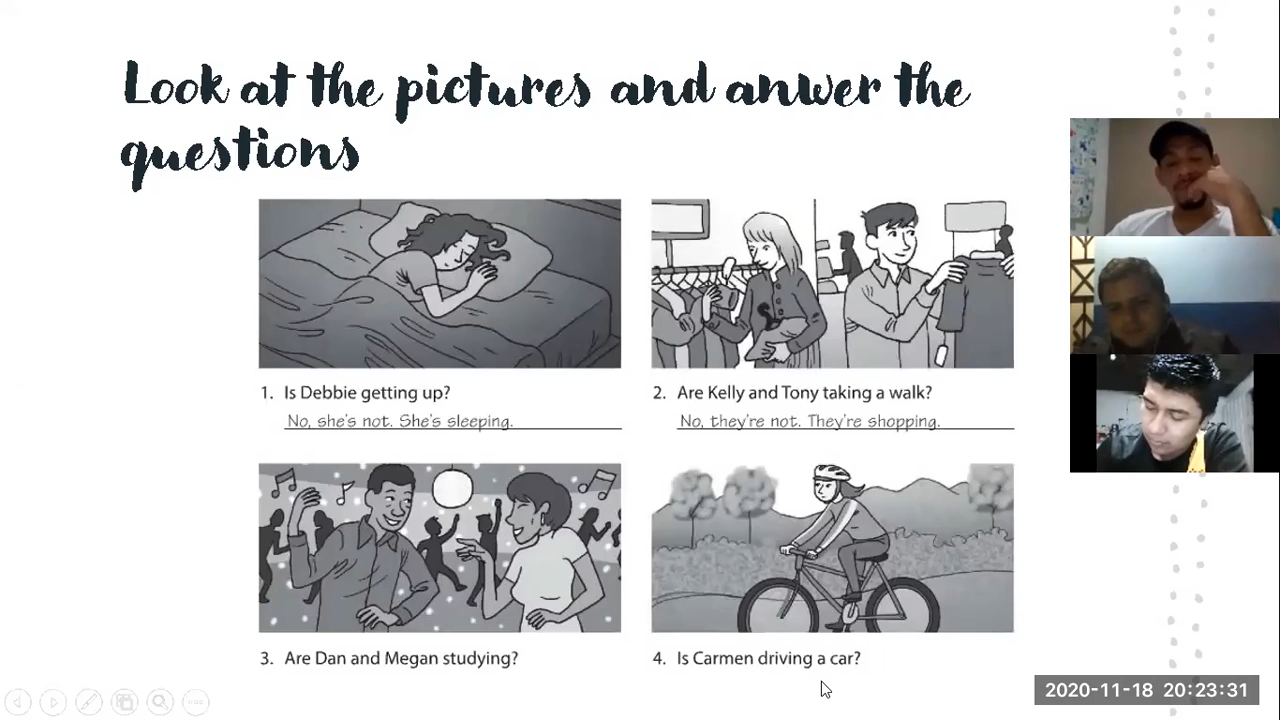 Look at the pictures and anwer the
questions
1. Is Debbie getting up?
No, she's not. She's sleeping.
2. Are Kelly and Tony taking a walk?
No, they're not. They're shopping.
3. Are Dan and Megan studying?
4. Is Carmen driving a car?
2020-11-18 20:23:31